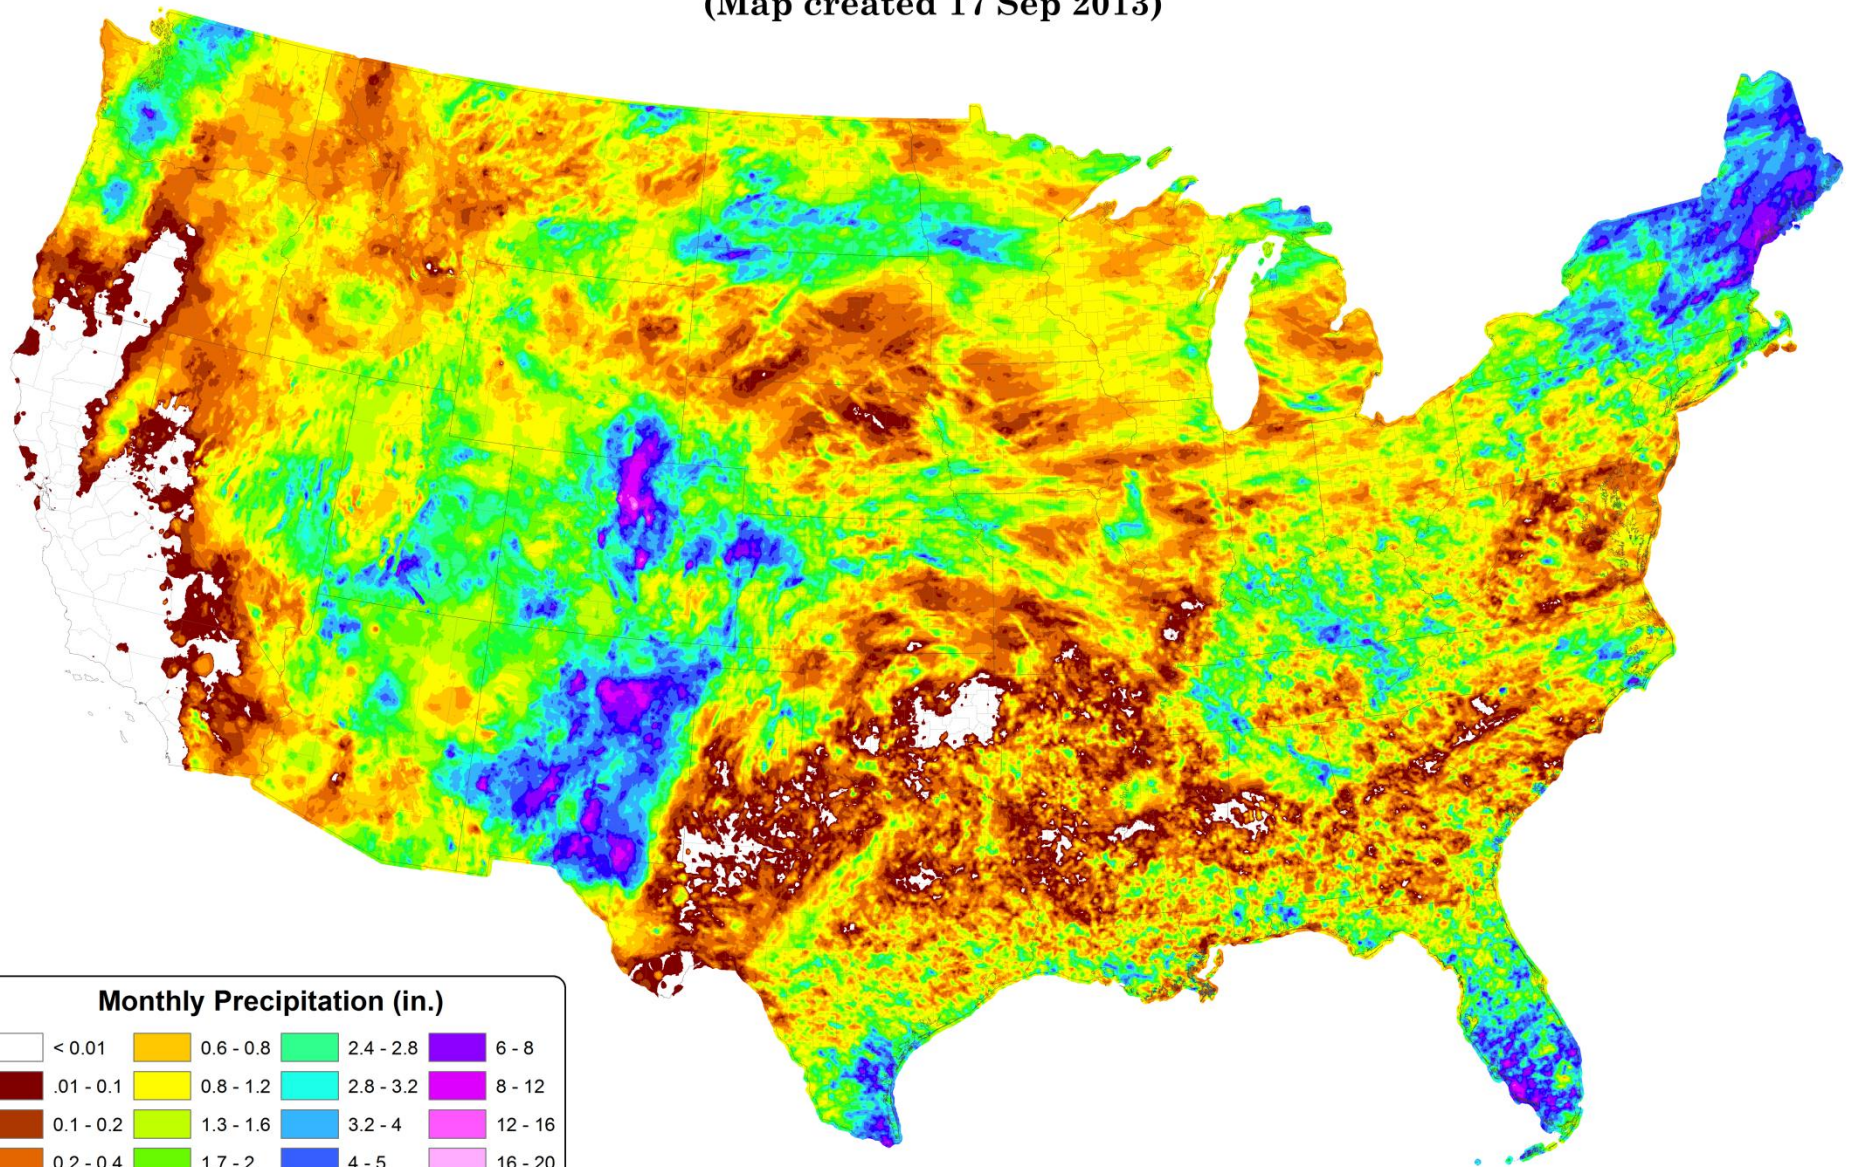 (Map created 17 Sep 2013)
Monthly Precipitation (in.)
< 0.01 0.6 - 0.8 2.4 - 2.8 6 - 8
.01 - 0.1 0.8 - 1.2 2.8 - 3.2 8 - 12
0.1 - 0.2 1.3 - 1.6 3.2 - 4 12 - 16
0.2 - 0.4 1.7 - 2 4 - 5 16 - 20